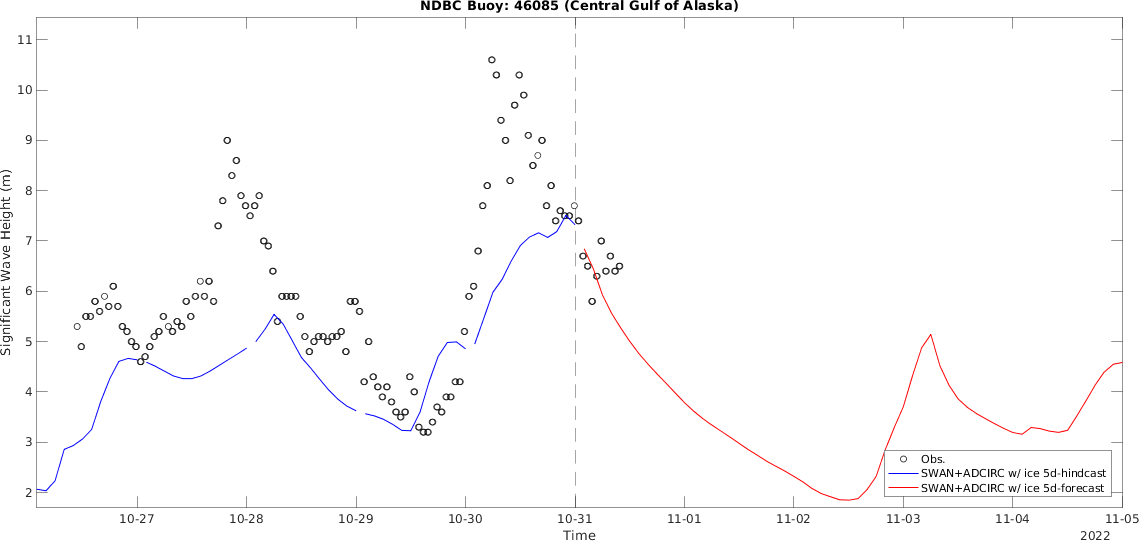 NDBC Buoy: 46085 (Central Gulf of Alaska)
11
10
9
8
7
6
5
4
3
2
Significant Wave Height (m)
Obs.
SWAN+ADCIRC w/ ice 5d-hindcast
SWAN+ADCIRC w/ ice 5d-forecast
10-27 10-28 10-29 10-30 10-31 11-01 11-02 11-03 11-04 11-05
Time
2022